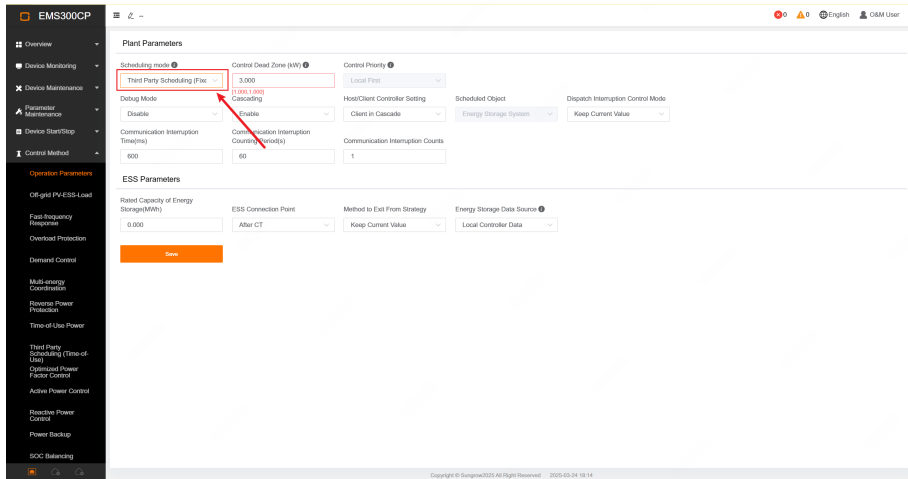 EMS300CP
0
0
English
O&M User
Overview
Device Monitoring
Device Maintenance
Parameter
Maintenance
Device Start/Stop
Control Method
Operation Parameters
Off-grid PV-ESS-Load
Fast-frequency
Response
Overload Protection
Demand Control
Multi-energy
Coordination
Reverse Power
Protection
Time-of-Use Power
Third Party
Scheduling (Time-of-
Use)
Optimized Power
Factor Control
Active Power Control
Reactive Power
Control
Power Backup
SOC Balancing
Plant Parameters
Scheduling mode
Control Dead Zone (kW)
Control Priority
Third Party Scheduling (Fixe
3.000
Local First
[1.000,1.000]
Debug Mode
Cascading
Host/Client Controller Setting
Scheduled Object
Dispatch Interruption Control Mode
Disable
Enable
Client in Cascade
Energy Storage System
Keep Current Value
Communication Interruption
Time(ms)
Communication Interruption
Counting Period(s)
Communication Interruption Counts
600
60
1
ESS Parameters
Rated Capacity of Energy
Storage(MWh)
ESS Connection Point
Method to Exit From Strategy
Energy Storage Data Source
0.000
After CT
Keep Current Value
Local Controller Data
Save
Copyright © Sungrow2025 All Right Reserved 2025-03-24 18:14